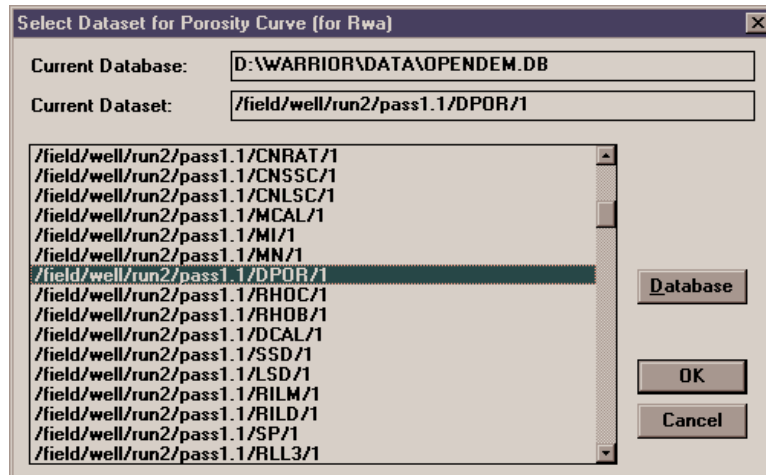 Select Dataset for Porosity Curve (for Rwa)
Current Database: D:\WARRIOR\DATA\OPENDEM.DB
Current Dataset: /field/well/run2/pass1.1/DPOR/1
/field/well/run2/pass1.1/CNRAT/1
/field/well/run2/pass1.1/CNSSC/1
/field/well/run2/pass1.1/CNLSC/1
/field/well/run2/pass1.1/MCAL/1
/field/well/run2/pass1.1/MI/1
/field/well/run2/pass1.1/MN/1
/field/well/run2/pass1.1/DPOR/1
/field/well/run2/pass1.1/RHOC/1
/field/well/run2/pass1.1/RHOB/1
/field/well/run2/pass1.1/DCAL/1
/field/well/run2/pass1.1/SSD/1
/field/well/run2/pass1.1/LSD/1
/field/well/run2/pass1.1/RILM/1
/field/well/run2/pass1.1/RILD/1
/field/well/run2/pass1.1/SP/1
/field/well/run2/pass1.1/RLL3/1
Database
OK
Cancel